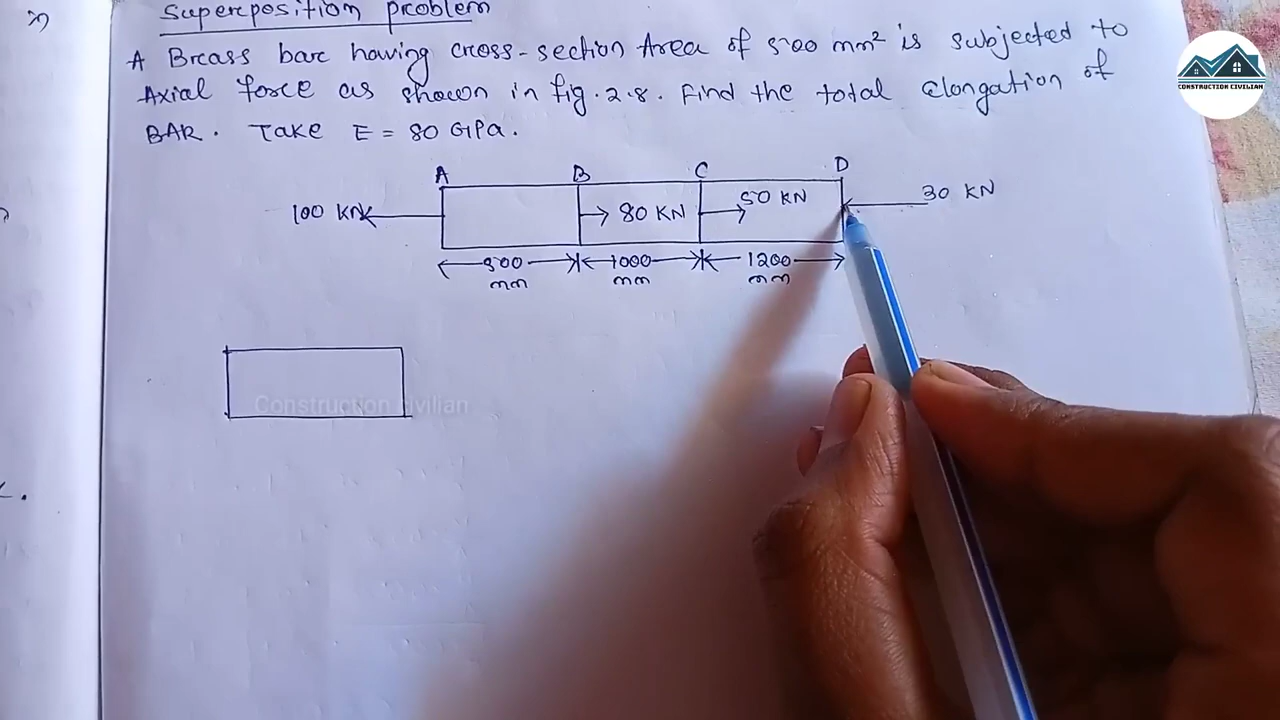 Superposition problem
A Brass bar having cross-section Area of 500 mm² is subjected to
Axial force as shown in fig.2.8. Find the total Elongation of
BAR. Take E = 80 GPa.
A B C D
100 KN 80 KN 50 KN 30 KN
500 1000 1200
mm mm mm
Construction civilian
CONSTRUCTION CIVILIAN